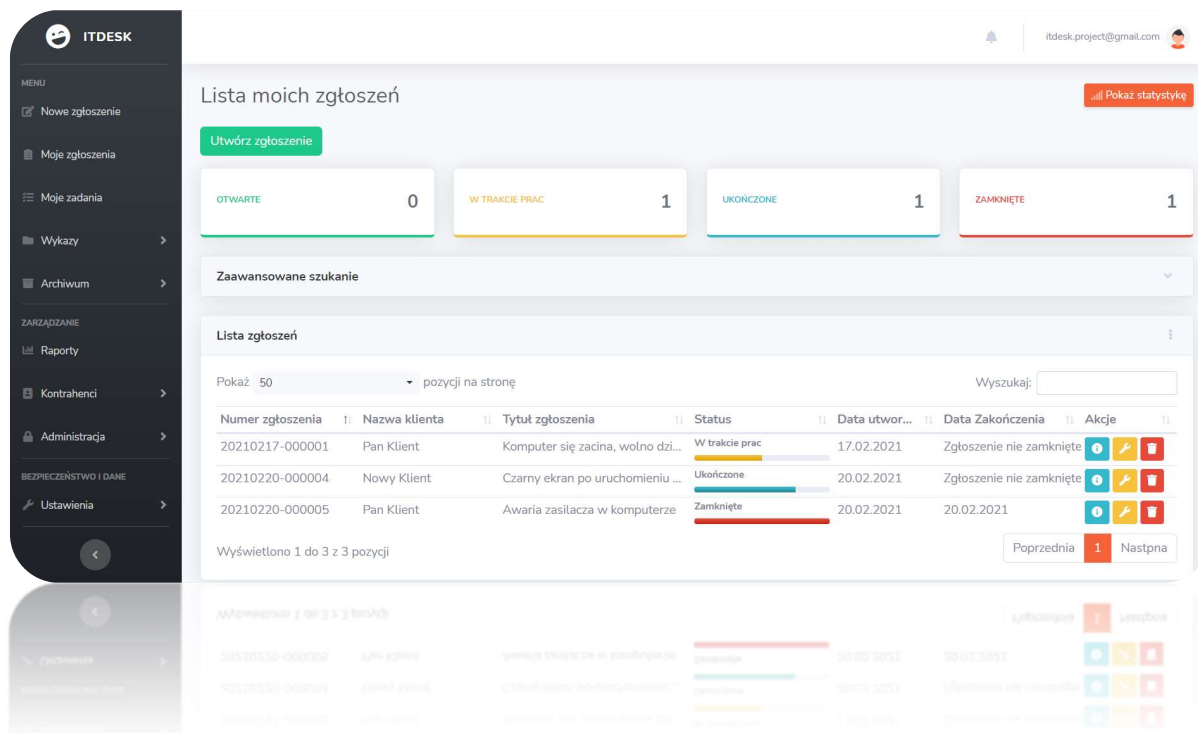 ITDESK
itdesk.project@gmail.com
MENU
Nowe zgłoszenie
Moje zgłoszenia
Moje zadania
Wykazy
Archiwum
ZARZĄDZANIE
Raporty
Kontrahenci
Administracja
BEZPIECZEŃSTWO I DANE
Ustawienia
Lista moich zgłoszeń
Pokaż statystykę
Utwórz zgłoszenie
OTWARTE 0
W TRAKCIE PRAC 1
UKOŃCZONE 1
ZAMKNIĘTE 1
Zaawansowane szukanie
Lista zgłoszeń
Pokaż 50 pozycji na stronę Wyszukaj:
Numer zgłoszenia Nazwa klienta Tytuł zgłoszenia Status Data utwor... Data Zakończenia Akcje
20210217-000001 Pan Klient Komputer się zacina, wolno dzi... W trakcie prac 17.02.2021 Zgłoszenie nie zamknięte
20210220-000004 Nowy Klient Czarny ekran po uruchomieniu ... Ukończone 20.02.2021 Zgłoszenie nie zamknięte
20210220-000005 Pan Klient Awaria zasilacza w komputerze Zamknięte 20.02.2021 20.02.2021
Wyświetlono 1 do 3 z 3 pozycji
Poprzednia 1 Nastpna